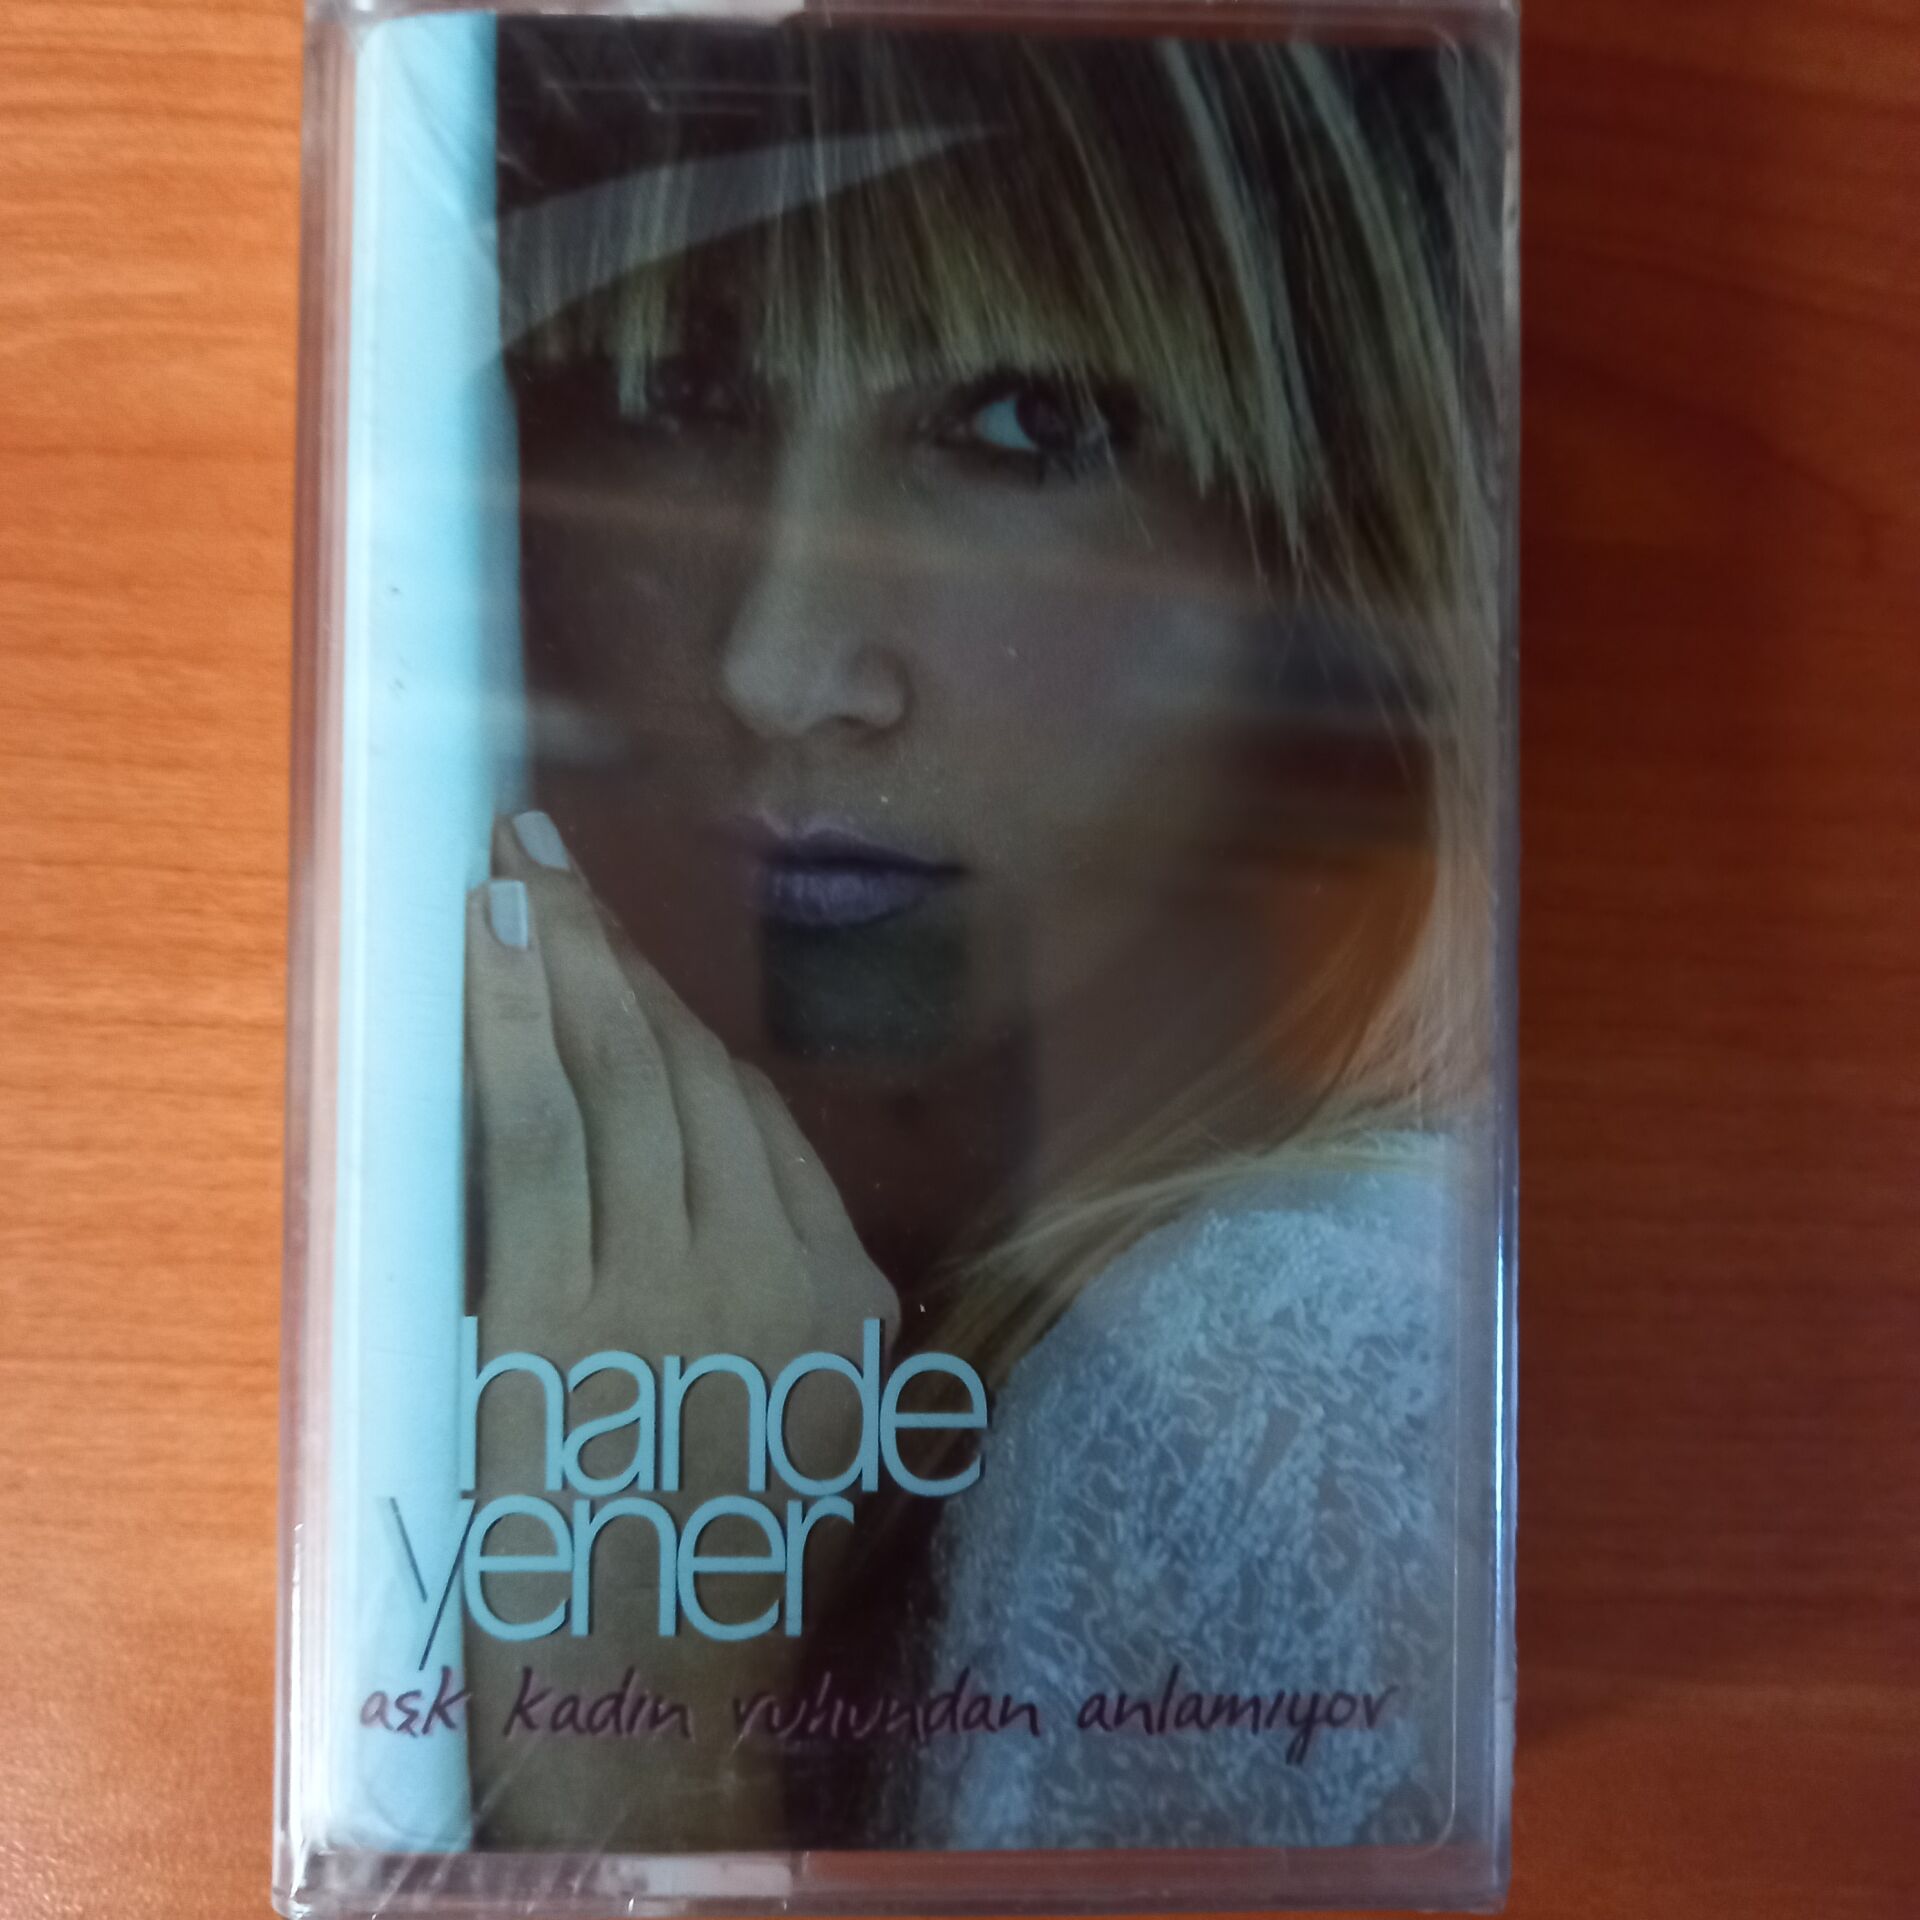 hande
yener
aşk kadın ruhundan anlamıyor